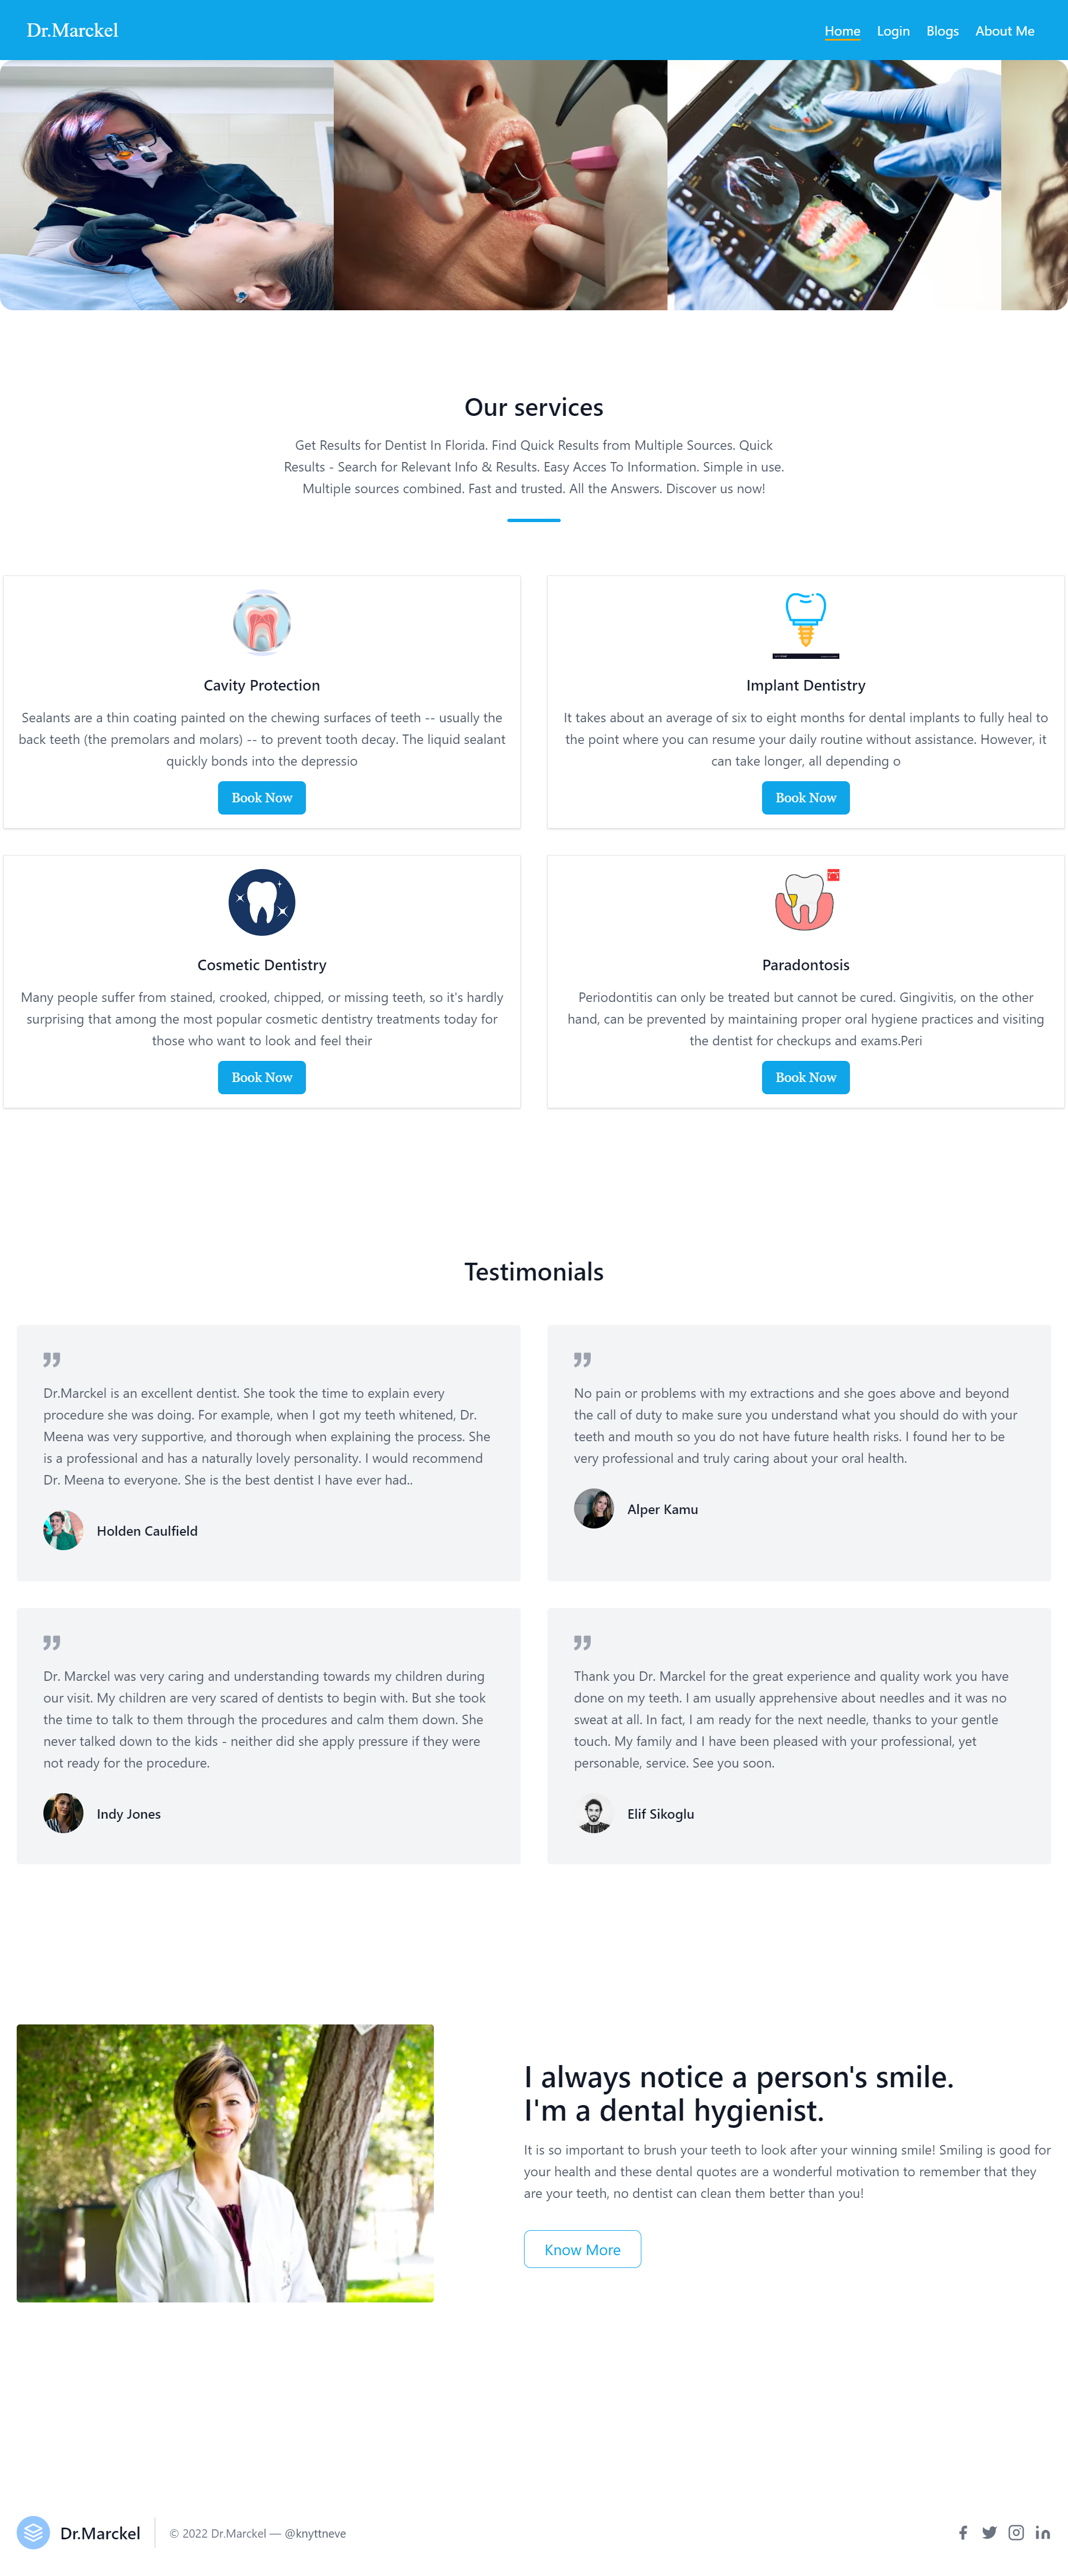 Dr.Marckel
Home Login Blogs About Me
Our services
Get Results for Dentist In Florida. Find Quick Results from Multiple Sources. Quick
Results - Search for Relevant Info & Results. Easy Acces To Information. Simple in use.
Multiple sources combined. Fast and trusted. All the Answers. Discover us now!
Cavity Protection
Sealants are a thin coating painted on the chewing surfaces of teeth -- usually the
back teeth (the premolars and molars) -- to prevent tooth decay. The liquid sealant
quickly bonds into the depressio
Book Now
Implant Dentistry
It takes about an average of six to eight months for dental implants to fully heal to
the point where you can resume your daily routine without assistance. However, it
can take longer, all depending o
Book Now
Cosmetic Dentistry
Many people suffer from stained, crooked, chipped, or missing teeth, so it's hardly
surprising that among the most popular cosmetic dentistry treatments today for
those who want to look and feel their
Book Now
Paradontosis
Periodontitis can only be treated but cannot be cured. Gingivitis, on the other
hand, can be prevented by maintaining proper oral hygiene practices and visiting
the dentist for checkups and exams.Peri
Book Now
Testimonials
Dr.Marckel is an excellent dentist. She took the time to explain every
procedure she was doing. For example, when I got my teeth whitened, Dr.
Meena was very supportive, and thorough when explaining the process. She
is a professional and has a naturally lovely personality. I would recommend
Dr. Meena to everyone. She is the best dentist I have ever had..
Holden Caulfield
No pain or problems with my extractions and she goes above and beyond
the call of duty to make sure you understand what you should do with your
teeth and mouth so you do not have future health risks. I found her to be
very professional and truly caring about your oral health.
Alper Kamu
Dr. Marckel was very caring and understanding towards my children during
our visit. My children are very scared of dentists to begin with. But she took
the time to talk to them through the procedures and calm them down. She
never talked down to the kids - neither did she apply pressure if they were
not ready for the procedure.
Indy Jones
Thank you Dr. Marckel for the great experience and quality work you have
done on my teeth. I am usually apprehensive about needles and it was no
sweat at all. In fact, I am ready for the next needle, thanks to your gentle
touch. My family and I have been pleased with your professional, yet
personable, service. See you soon.
Elif Sikoglu
I always notice a person's smile.
I'm a dental hygienist.
It is so important to brush your teeth to look after your winning smile! Smiling is good for
your health and these dental quotes are a wonderful motivation to remember that they
are your teeth, no dentist can clean them better than you!
Know More
Dr.Marckel
© 2022 Dr.Marckel — @knyttneve